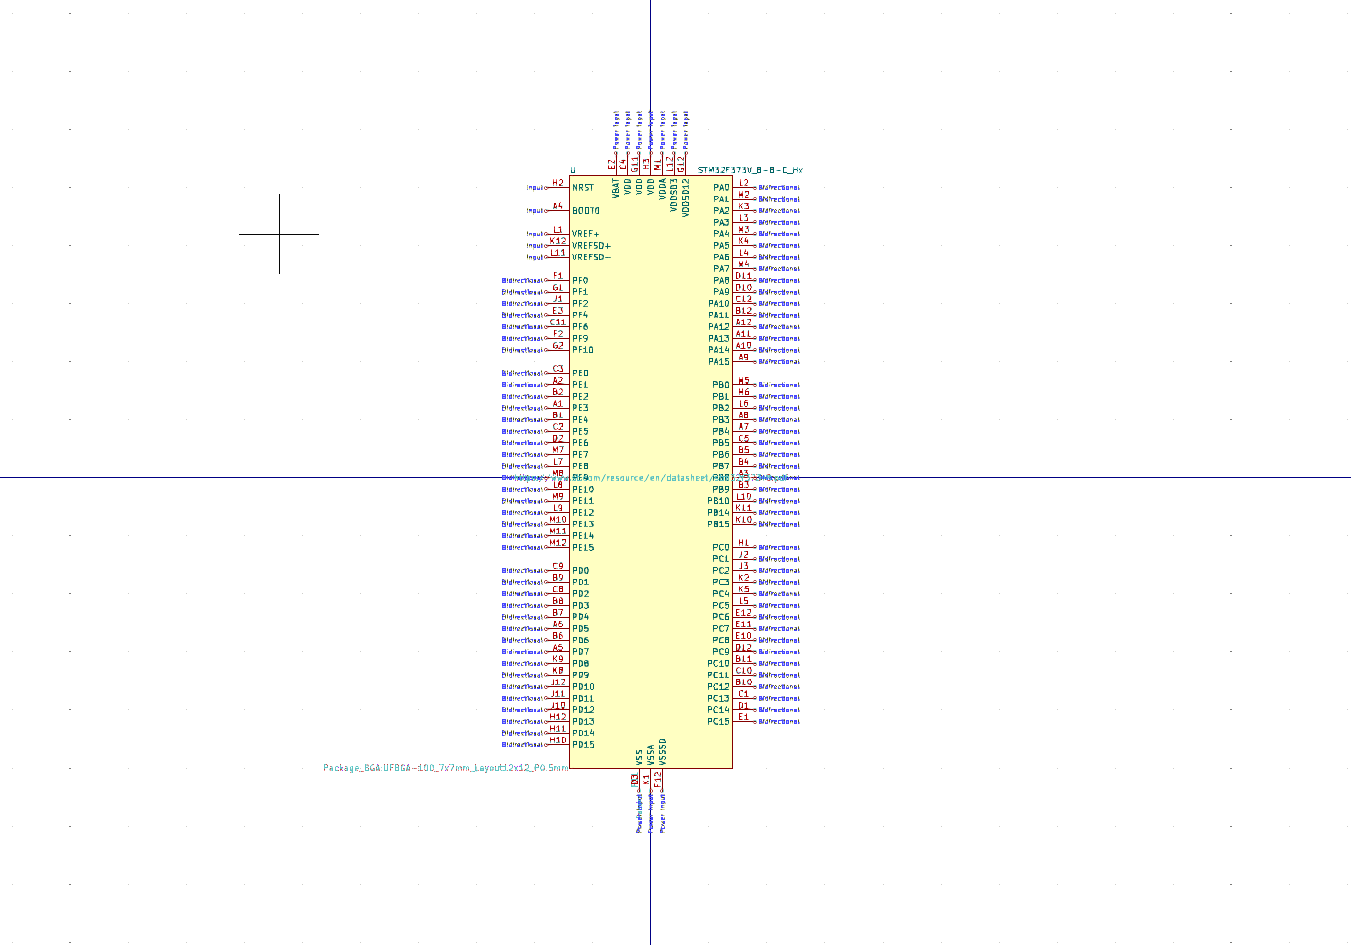 Power Input Power Input Power Input Power Input Power Input Power Input Power Input
E2 C4 G11 H3 M1 L12 G12
U STM32F373V_B-8-C_Hx
VBAT VDD VDD VDD VDDA VDDSD3 VDDSD12
Input H2 NRST PA0 L2 Bidirectional
PA1 M2 Bidirectional
Input A4 BOOT0 PA2 K3 Bidirectional
PA3 L3 Bidirectional
Input L1 VREF+ PA4 M3 Bidirectional
Input K12 VREFSD+ PA5 K4 Bidirectional
Input L11 VREFSD- PA6 L4 Bidirectional
PA7 M4 Bidirectional
Bidirectional F1 PF0 PA8 D11 Bidirectional
Bidirectional G1 PF1 PA9 D10 Bidirectional
Bidirectional J1 PF2 PA10 C12 Bidirectional
Bidirectional E3 PF4 PA11 B12 Bidirectional
Bidirectional C11 PF6 PA12 A12 Bidirectional
Bidirectional F2 PF9 PA13 A11 Bidirectional
Bidirectional G2 PF10 PA14 A10 Bidirectional
PA15 A9 Bidirectional
Bidirectional C3 PE0
Bidirectional A2 PE1 PB0 M5 Bidirectional
Bidirectional B2 PE2 PB1 M6 Bidirectional
Bidirectional A1 PE3 PB2 L6 Bidirectional
Bidirectional B1 PE4 PB3 A8 Bidirectional
Bidirectional C2 PE5 PB4 A7 Bidirectional
Bidirectional D2 PE6 PB5 C5 Bidirectional
Bidirectional M7 PE7 PB6 B5 Bidirectional
Bidirectional L7 PE8 PB7 B4 Bidirectional
Bidirectional M8 PE9 PB8 A3 Bidirectional
Bidirectional L8 PE10 PB9 B3 Bidirectional
Bidirectional M9 PE11 PB10 L10 Bidirectional
Bidirectional L9 PE12 PB14 K11 Bidirectional
Bidirectional M10 PE13 PB15 K10 Bidirectional
Bidirectional M11 PE14
Bidirectional M12 PE15 PC0 H1 Bidirectional
PC1 J2 Bidirectional
Bidirectional C9 PD0 PC2 J3 Bidirectional
Bidirectional B9 PD1 PC3 K2 Bidirectional
Bidirectional C8 PD2 PC4 K5 Bidirectional
Bidirectional B8 PD3 PC5 L5 Bidirectional
Bidirectional B7 PD4 PC6 E12 Bidirectional
Bidirectional A6 PD5 PC7 E11 Bidirectional
Bidirectional B6 PD6 PC8 E10 Bidirectional
Bidirectional A5 PD7 PC9 D12 Bidirectional
Bidirectional K9 PD8 PC10 B11 Bidirectional
Bidirectional K8 PD9 PC11 C10 Bidirectional
Bidirectional J12 PD10 PC12 B10 Bidirectional
Bidirectional J11 PD11 PC13 C1 Bidirectional
Bidirectional J10 PD12 PC14 D1 Bidirectional
Bidirectional H12 PD13 PC15 E1 Bidirectional
Bidirectional H11 PD14
Bidirectional H10 PD15
VSS VSSA VSSSD
Package_BGA:UFBGA-100_7x7mm_Layout12x12_P0.5mm
K1 F12
Power Input Power Input Power Input